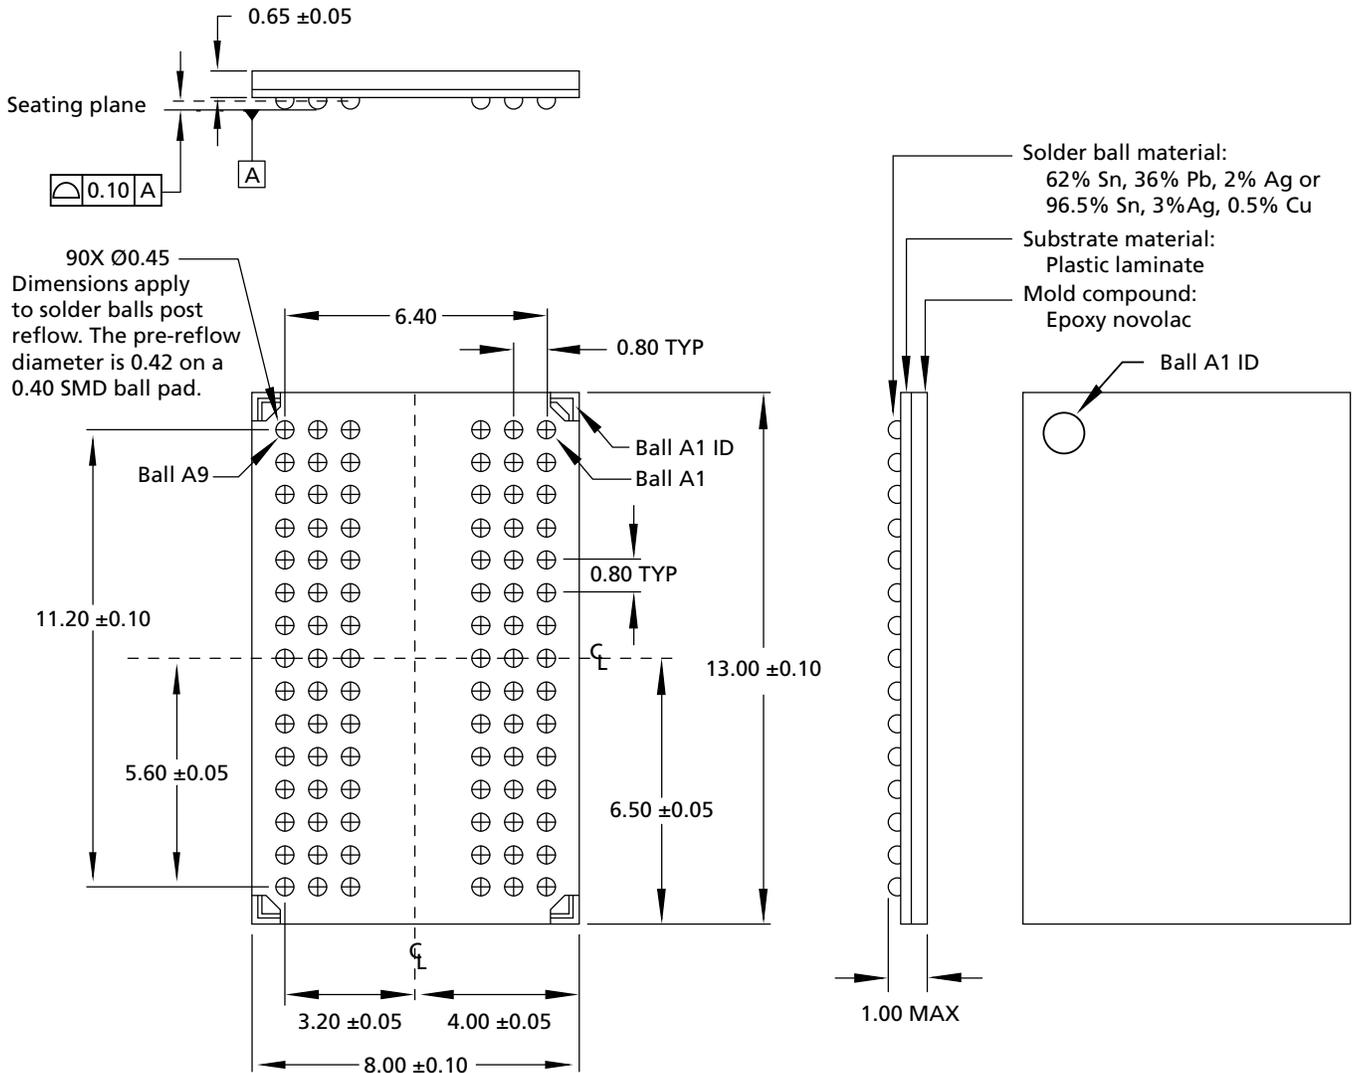 0.65 ±0.05
Seating plane
A
0.10 A
Solder ball material:
62% Sn, 36% Pb, 2% Ag or
96.5% Sn, 3%Ag, 0.5% Cu
Substrate material:
Plastic laminate
Mold compound:
Epoxy novolac
90X Ø0.45
Dimensions apply
to solder balls post
reflow. The pre-reflow
diameter is 0.42 on a
0.40 SMD ball pad.
6.40
0.80 TYP
Ball A1 ID
Ball A1 ID
Ball A9
Ball A1
0.80 TYP
11.20 ±0.10
CL
13.00 ±0.10
5.60 ±0.05
6.50 ±0.05
CL
3.20 ±0.05
4.00 ±0.05
1.00 MAX
8.00 ±0.10